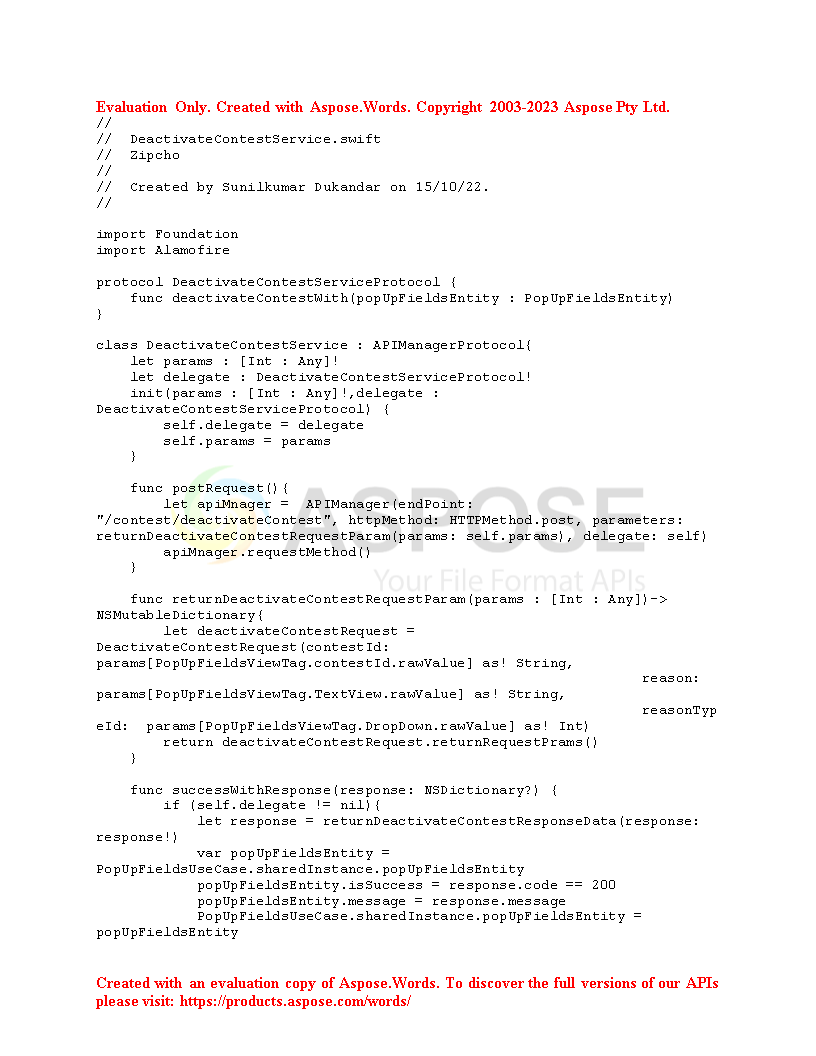 Evaluation Only. Created with Aspose.Words. Copyright 2003-2023 Aspose Pty Ltd.
//
//  DeactivateContestService.swift
//  Zipcho
//
//  Created by Sunilkumar Dukandar on 15/10/22.
//
import Foundation
import Alamofire
protocol DeactivateContestServiceProtocol {
    func deactivateContestWith(popUpFieldsEntity : PopUpFieldsEntity)
}
class DeactivateContestService : APIManagerProtocol{
    let params : [Int : Any]!
    let delegate : DeactivateContestServiceProtocol!
    init(params : [Int : Any]!,delegate :
DeactivateContestServiceProtocol) {
        self.delegate = delegate
        self.params = params
    }
    func postRequest(){
        let apiMnager =  APIManager(endPoint:
"/contest/deactivateContest", httpMethod: HTTPMethod.post, parameters:
returnDeactivateContestRequestParam(params: self.params), delegate: self)
        apiMnager.requestMethod()
    }
ASPOSE
Your File Format APIs
    func returnDeactivateContestRequestParam(params : [Int : Any])->
NSMutableDictionary{
        let deactivateContestRequest =
DeactivateContestRequest(contestId:
params[PopUpFieldsViewTag.contestId.rawValue] as! String,
                                                                 reason:
params[PopUpFieldsViewTag.TextView.rawValue] as! String,
                                                                 reasonTyp
eId:  params[PopUpFieldsViewTag.DropDown.rawValue] as! Int)
        return deactivateContestRequest.returnRequestPrams()
    }
    func successWithResponse(response: NSDictionary?) {
        if (self.delegate != nil){
            let response = returnDeactivateContestResponseData(response:
response!)
            var popUpFieldsEntity =
PopUpFieldsUseCase.sharedInstance.popUpFieldsEntity
            popUpFieldsEntity.isSuccess = response.code == 200
            popUpFieldsEntity.message = response.message
            PopUpFieldsUseCase.sharedInstance.popUpFieldsEntity =
popUpFieldsEntity
Created with an evaluation copy of Aspose.Words. To discover the full versions of our APIs
please visit: https://products.aspose.com/words/